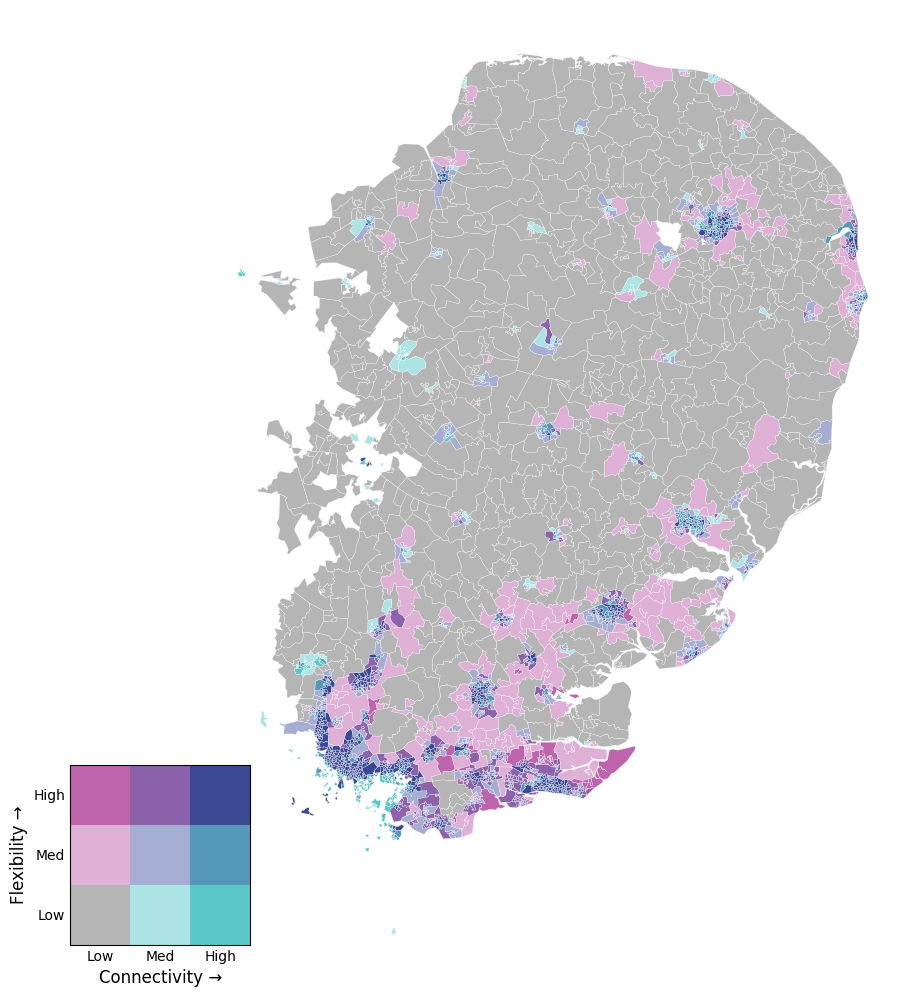 High
Med
Low
Flexibility →
Low Med High
Connectivity →